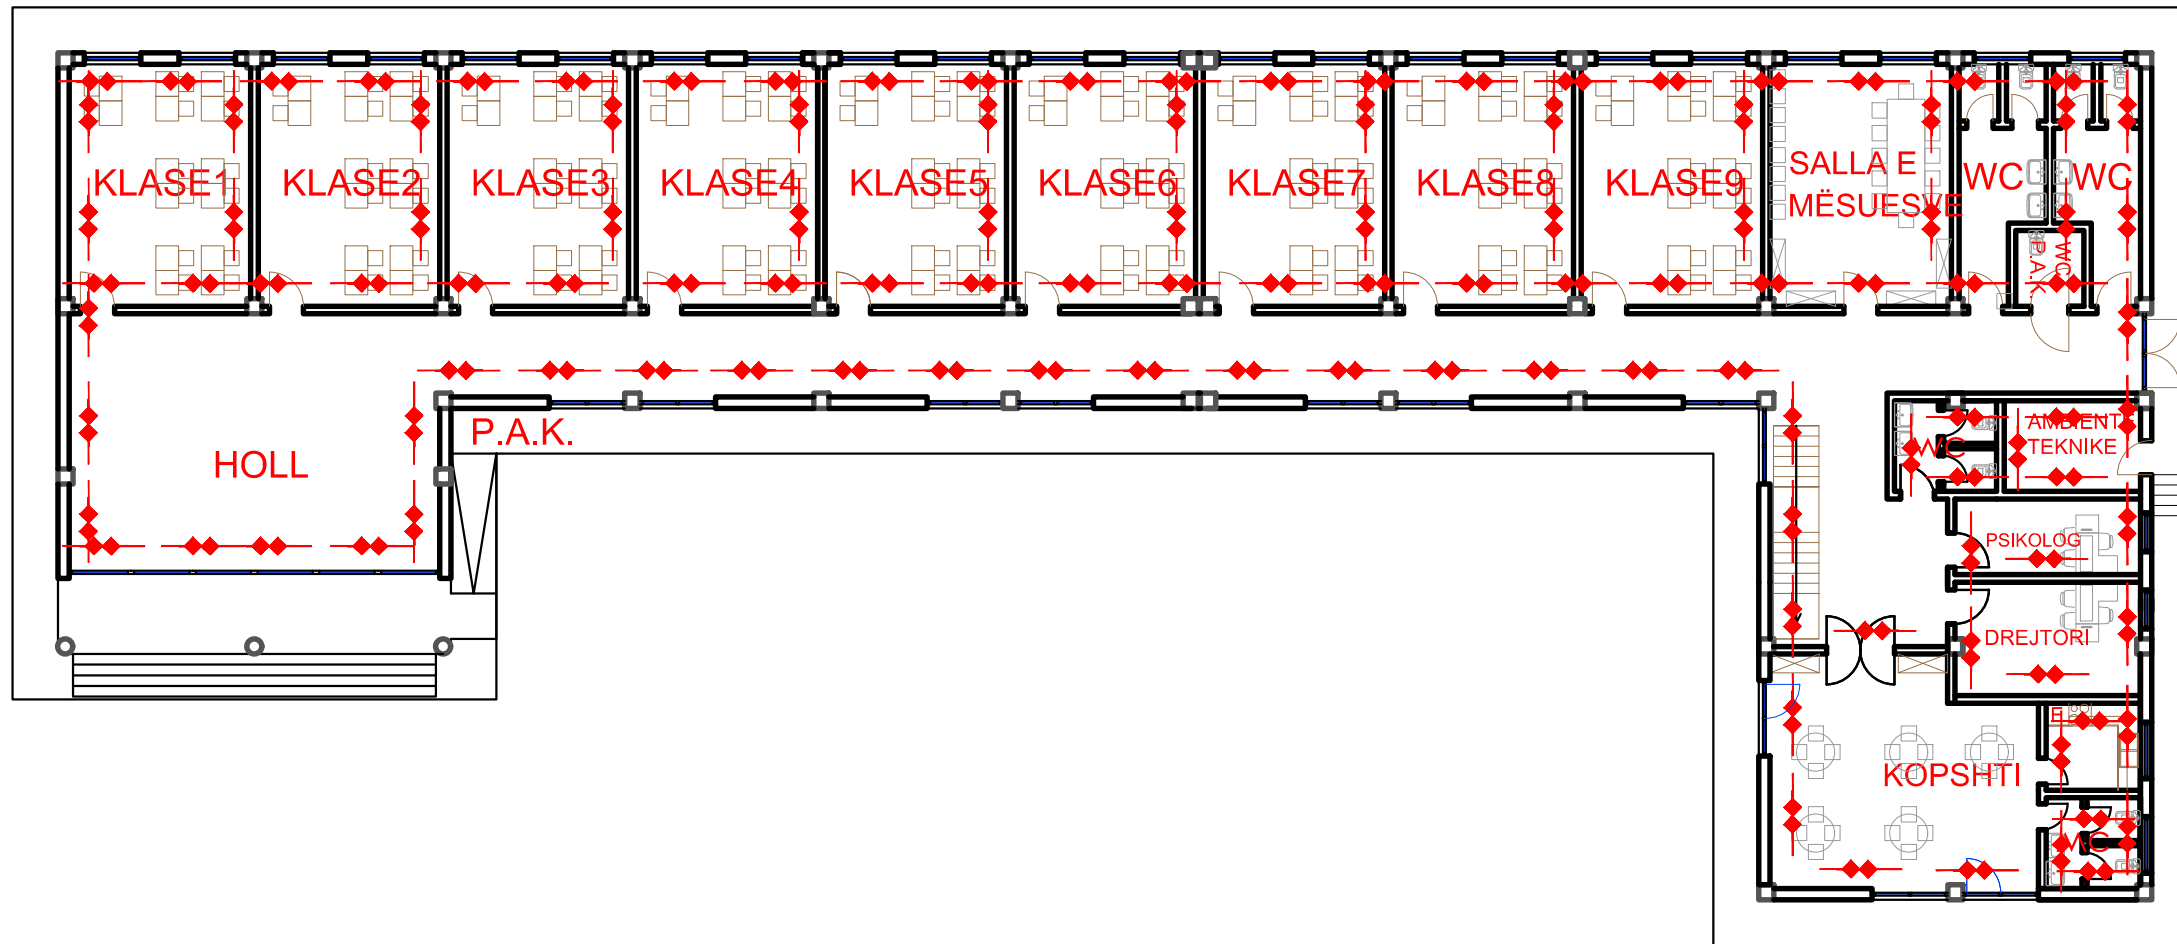 KLASE1
KLASE2
KLASE3
KLASE4
KLASE5
KLASE6
KLASE7
KLASE8
KLASE9
SALLA E
MËSUESVE
WC
WC
WC
P.A.K.
P.A.K.
HOLL
WC
AMBIENT
TEKNIKE
PSIKOLOG
DREJTORI
E
KOPSHTI
WC